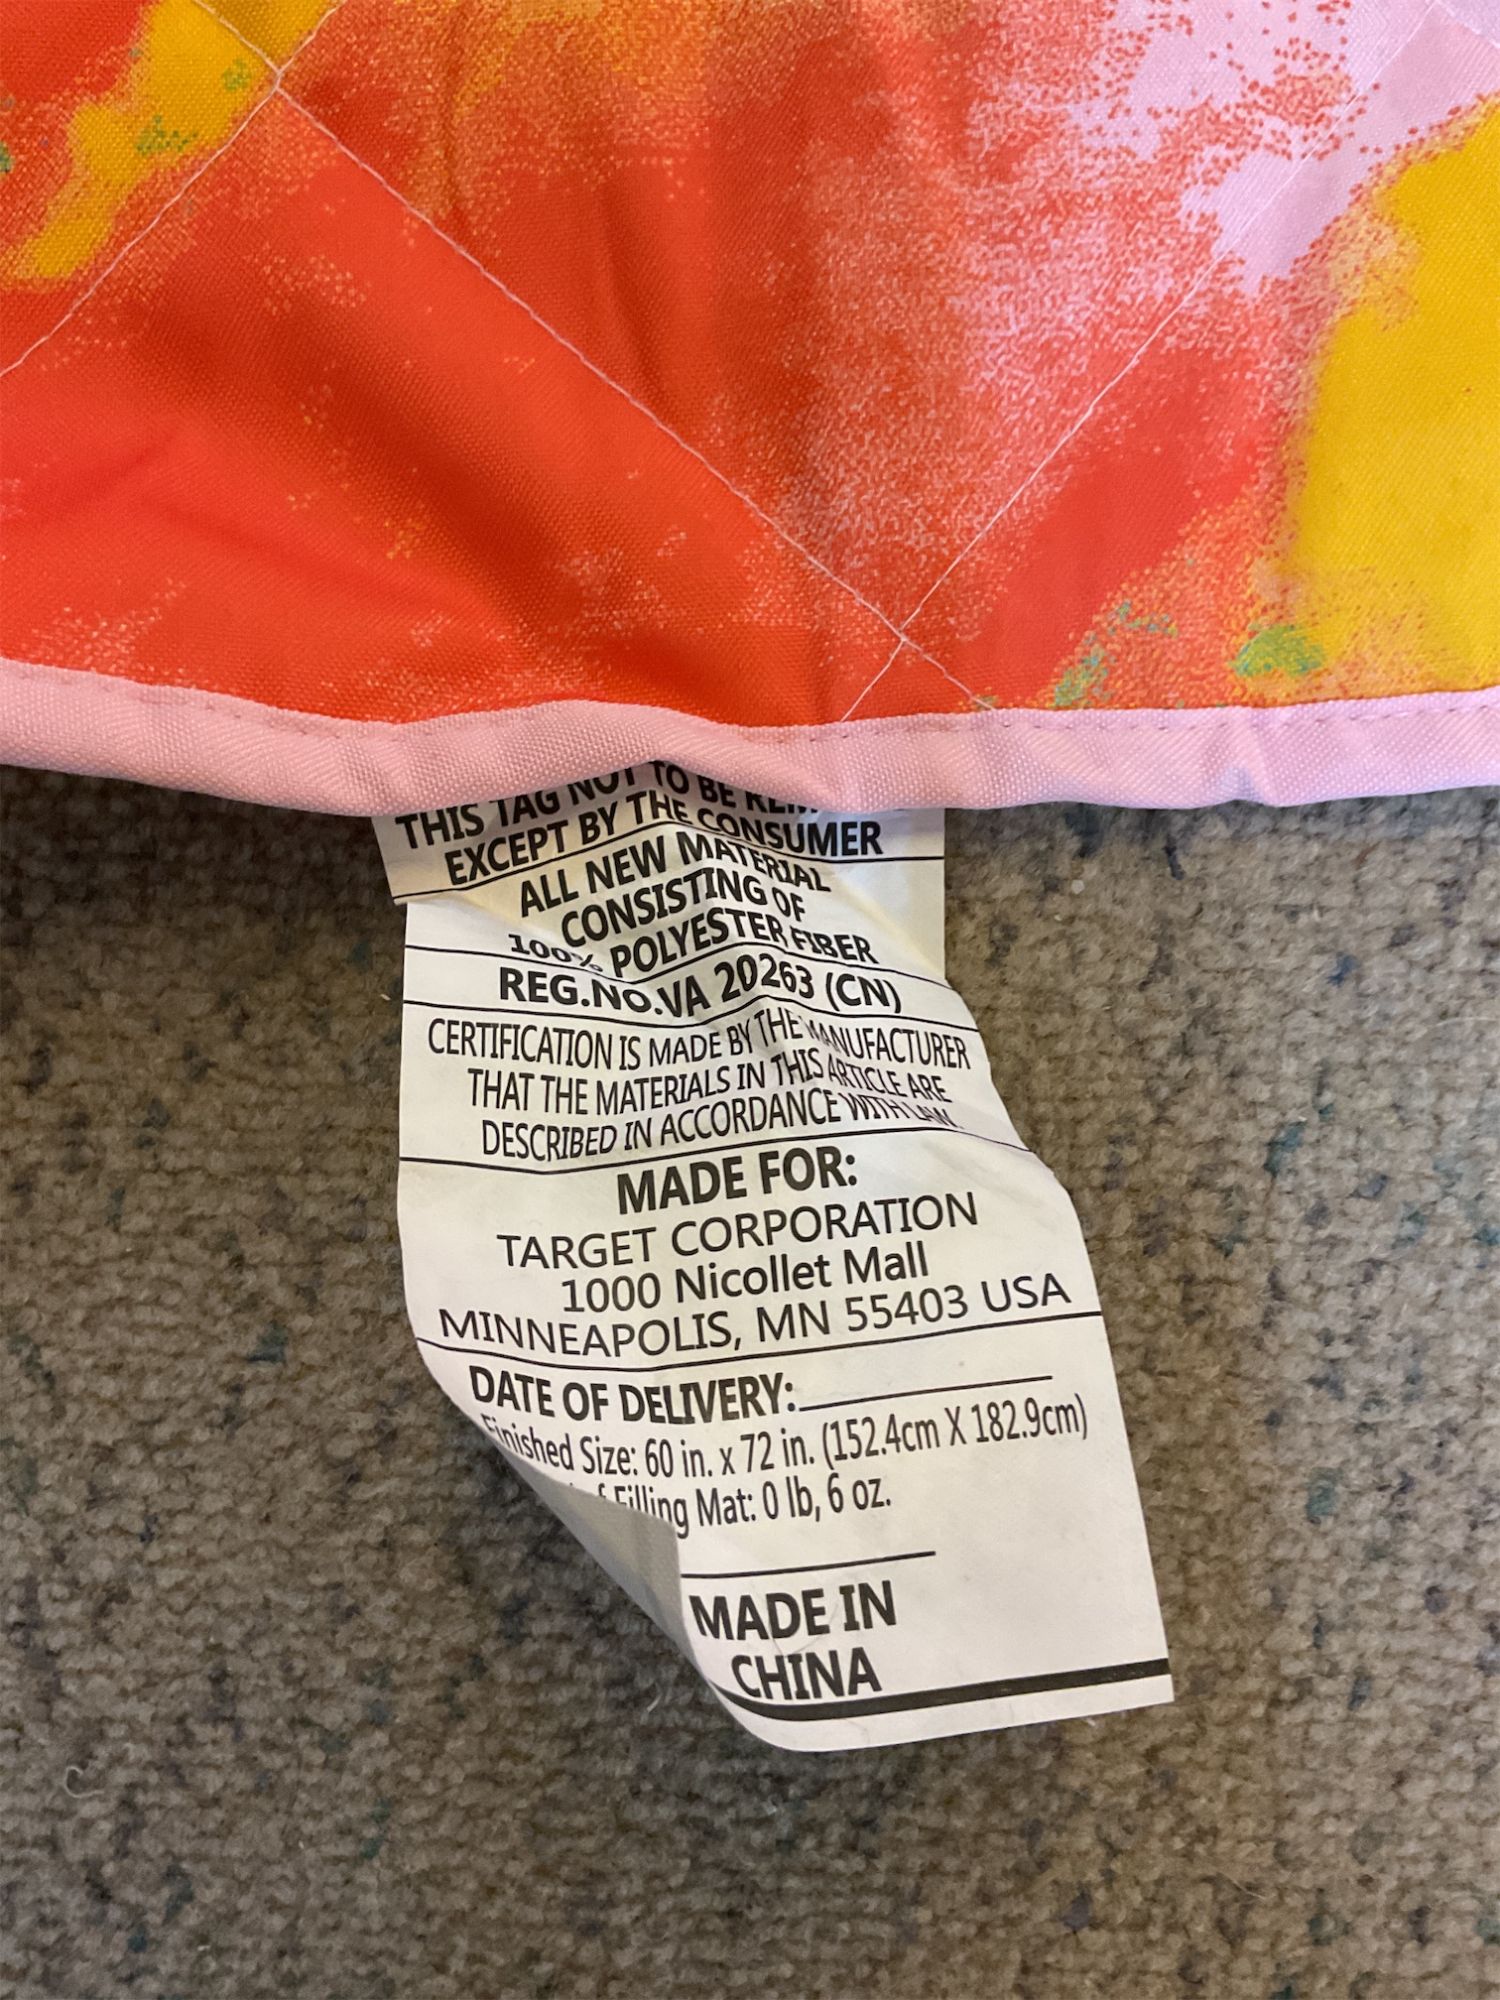 THIS TAG NOT TO BE
EXCEPT BY THE CONSUMER
ALL NEW MATERIAL
CONSISTING OF
100% POLYESTER FIBER
REG.NO.VA 20263 (CN)
CERTIFICATION IS MADE BY THE MANUFACTURER
THAT THE MATERIALS IN THIS ARTICLE ARE
DESCRIBED IN ACCORDANCE WITH LAW.
MADE FOR:
TARGET CORPORATION
1000 Nicollet Mall
MINNEAPOLIS, MN 55403 USA
DATE OF DELIVERY:
Finished Size: 60 in. x 72 in. (152.4cm X 182.9cm)
Filling Mat: 0 lb, 6 oz.
MADE IN
CHINA